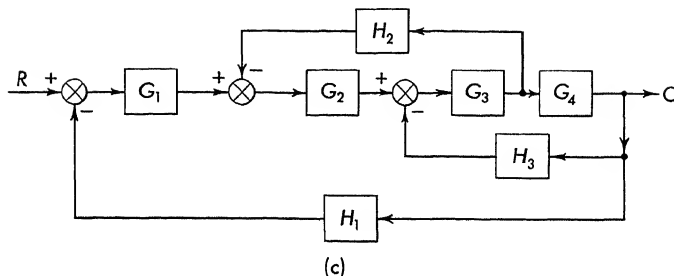 H₂
R + − G₁ + − G₂ + − G₃ G₄ C
H₃
H₁
(c)